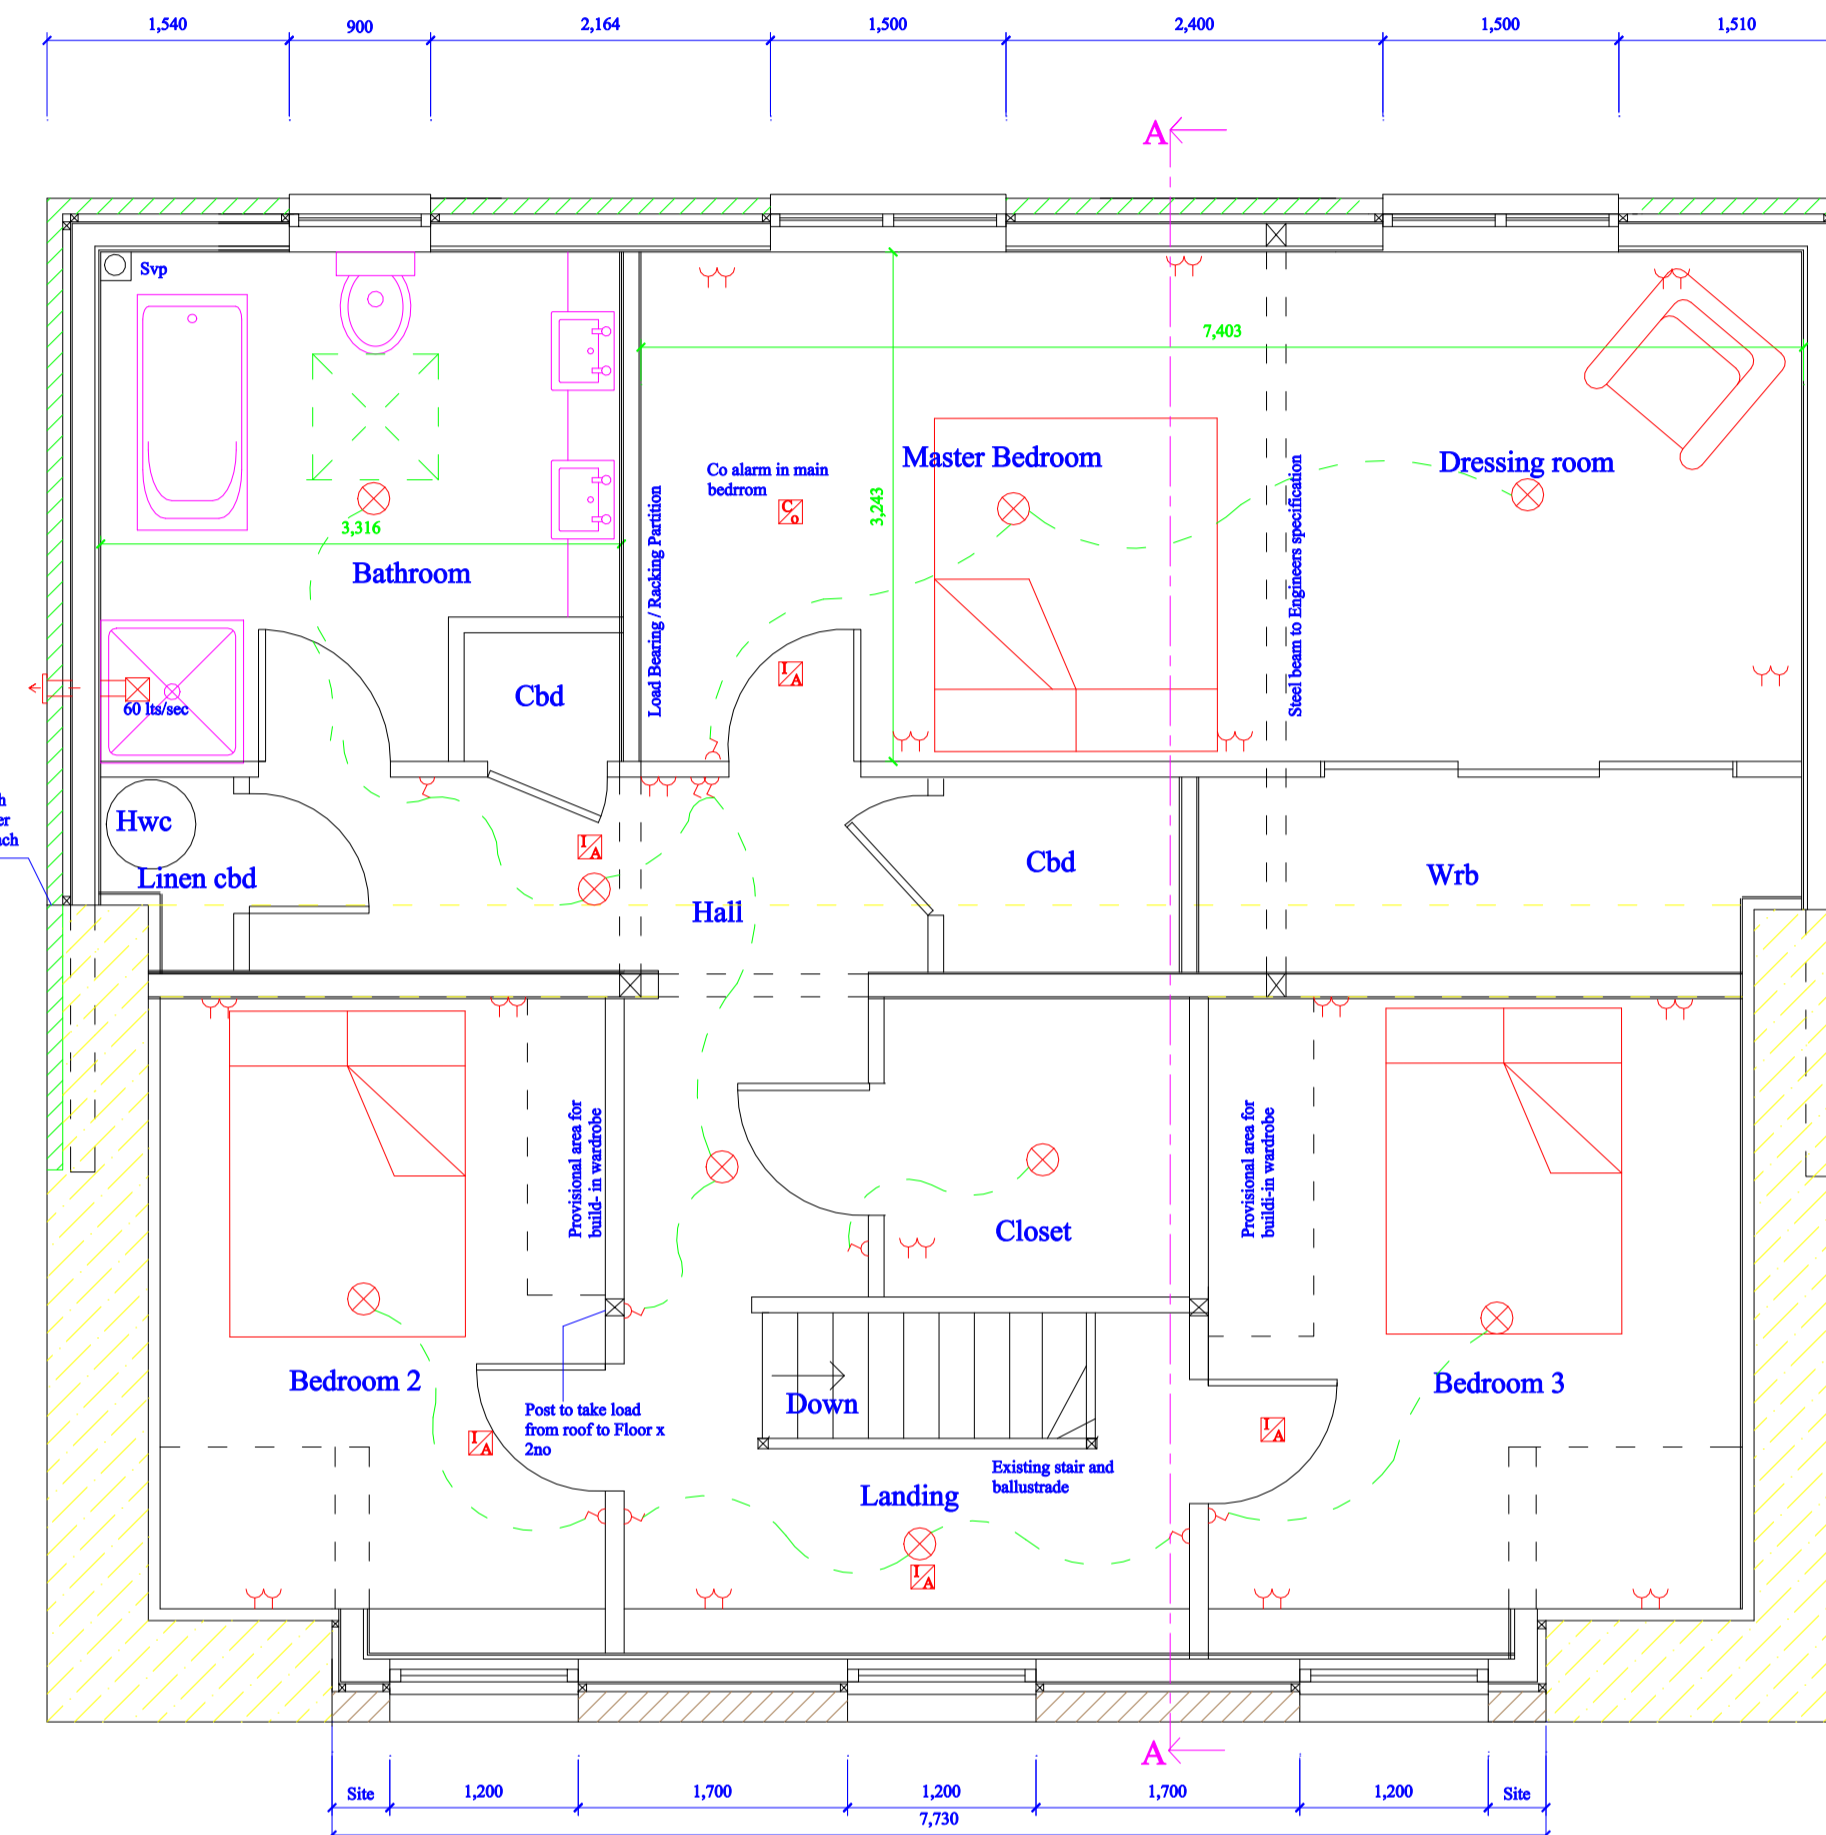 1,540
900
2,164
1,500
2,400
1,500
1,510
A
Svp
7,403
Master Bedroom
Dressing room
Co alarm in main
bedrrom
Co
3,243
3,316
Bathroom
Load Bearing / Racking Partition
Steel beam to Engineers specification
I/A
Cbd
60 lts/sec
Hwc
Linen cbd
I/A
Hall
Cbd
Wrb
Provisional area for
build- in wardrobe
Provisional area for
buildi-in wardrobe
Closet
Bedroom 2
Down
Bedroom 3
Post to take load
from roof to Floor x
2no
I/A
I/A
Existing stair and
ballustrade
Landing
I/A
A
Site
1,200
1,700
1,200
1,700
1,200
Site
7,730